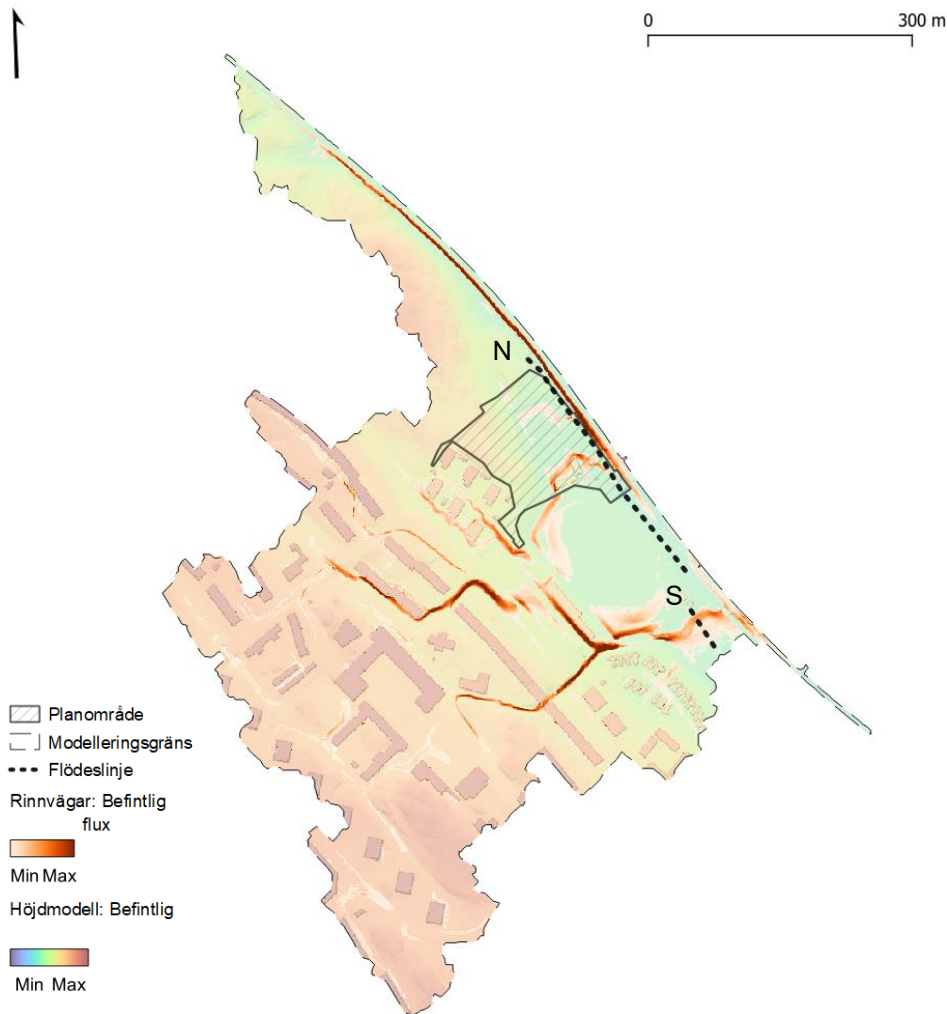 0 300 m
N
S
Planområde
Modelleringsgräns
Flödeslinje
Rinnvägar: Befintlig
flux
Min Max
Höjdmodell: Befintlig
Min Max